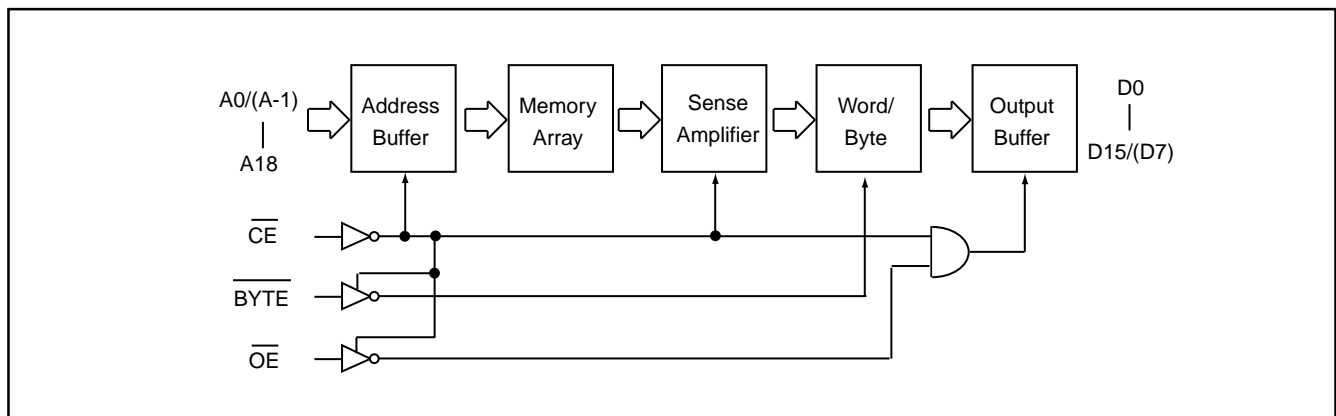 A0/(A-1)
A18
Address
Buffer
Memory
Array
Sense
Amplifier
Word/
Byte
Output
Buffer
D0
D15/(D7)
CE
BYTE
OE